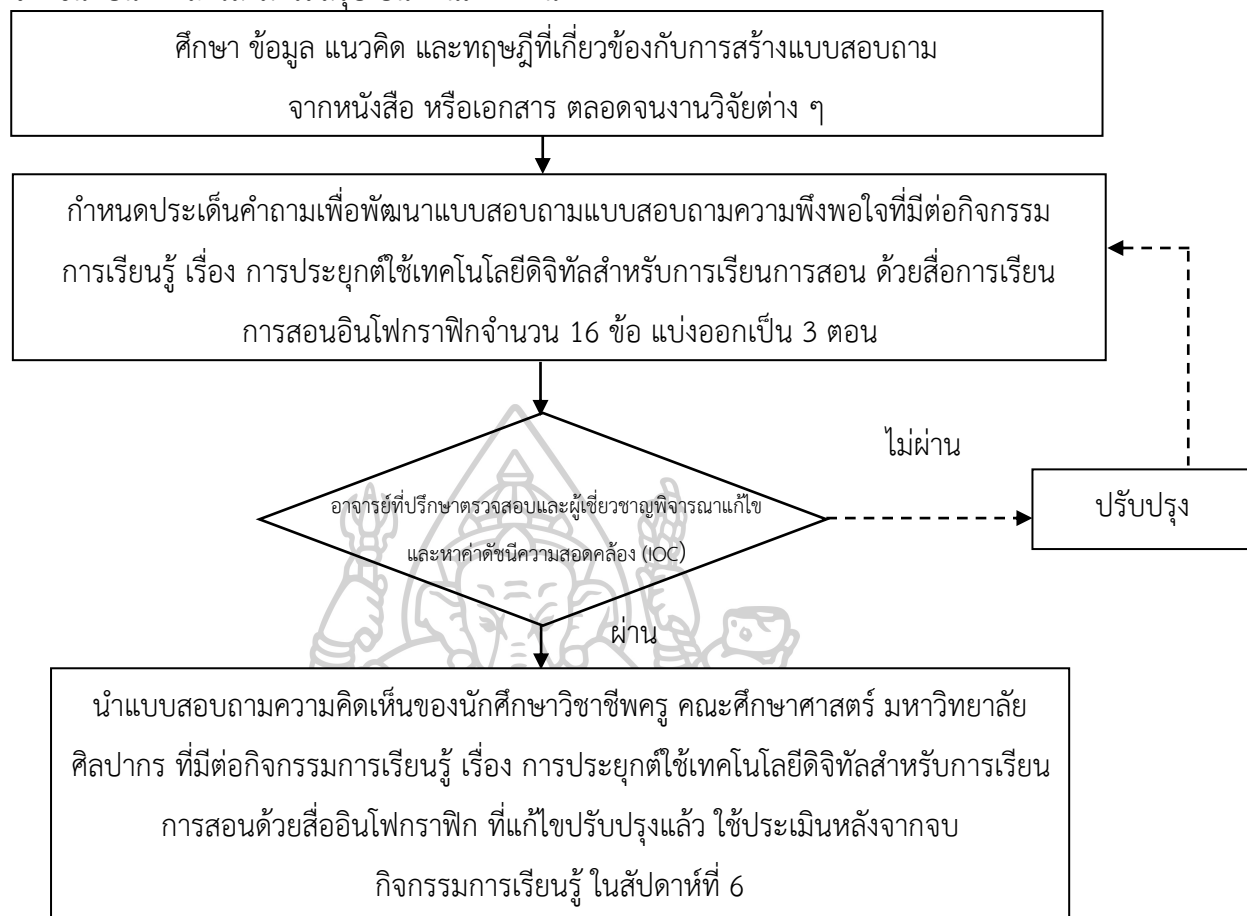 ศึกษา ข้อมูล แนวคิด และทฤษฎีที่เกี่ยวข้องกับการสร้างแบบสอบถาม
จากหนังสือ หรือเอกสาร ตลอดจนงานวิจัยต่าง ๆ
กำหนดประเด็นคำถามเพื่อพัฒนาแบบสอบถามแบบสอบถามความพึงพอใจที่มีต่อกิจกรรม
การเรียนรู้ เรื่อง การประยุกต์ใช้เทคโนโลยีดิจิทัลสำหรับการเรียนการสอน ด้วยสื่อการเรียน
การสอนอินโฟกราฟิกจำนวน 16 ข้อ แบ่งออกเป็น 3 ตอน
ไม่ผ่าน
อาจารย์ที่ปรึกษาตรวจสอบและผู้เชี่ยวชาญพิจารณาแก้ไข
และหาค่าดัชนีความสอดคล้อง (IOC)
ปรับปรุง
ผ่าน
นำแบบสอบถามความคิดเห็นของนักศึกษาวิชาชีพครู คณะศึกษาศาสตร์ มหาวิทยาลัย
ศิลปากร ที่มีต่อกิจกรรมการเรียนรู้ เรื่อง การประยุกต์ใช้เทคโนโลยีดิจิทัลสำหรับการเรียน
การสอนด้วยสื่ออินโฟกราฟิก ที่แก้ไขปรับปรุงแล้ว ใช้ประเมินหลังจากจบ
กิจกรรมการเรียนรู้ ในสัปดาห์ที่ 6